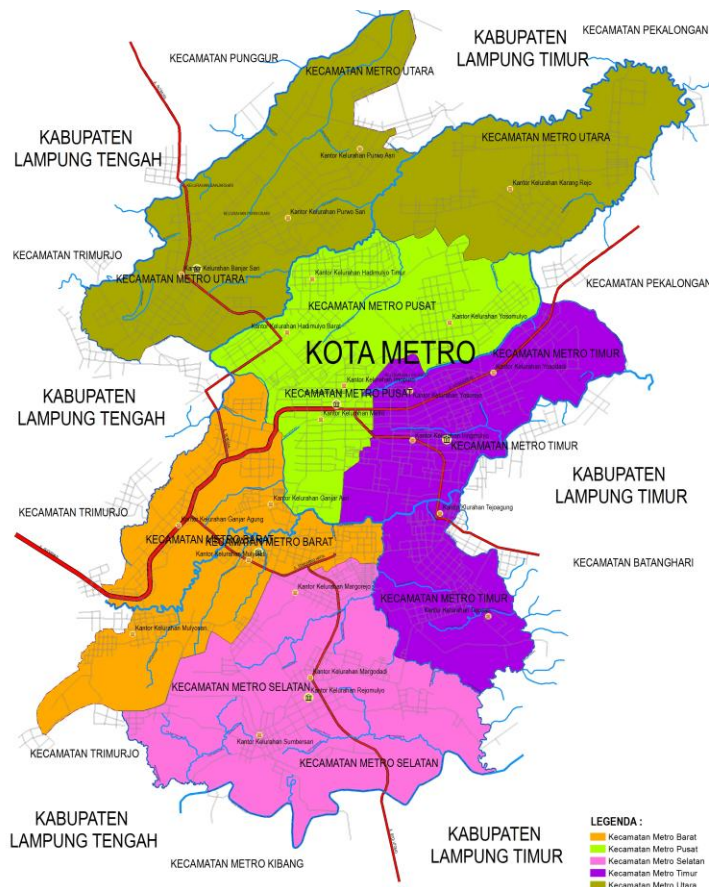 KECAMATAN PUNGGUR
KECAMATAN METRO UTARA
KABUPATEN
LAMPUNG TIMUR
KECAMATAN PEKALONGAN
KABUPATEN
LAMPUNG TENGAH
Kantor Kelurahan Purwo Asri
KECAMATAN METRO UTARA
Kantor Kelurahan Karang Rejo
Kantor Kelurahan Purwo Sari
KECAMATAN TRIMURJO
Kantor Kelurahan Banjar Sari
KECAMATAN METRO UTARA
Kantor Kelurahan Hadimulyo Timur
KECAMATAN PEKALONGAN
KECAMATAN METRO PUSAT
Kantor Kelurahan Yosomulyo
Kantor Kelurahan Hadimulyo Barat
KOTA METRO
KECAMATAN METRO TIMUR
KABUPATEN
LAMPUNG TENGAH
KECAMATAN METRO PUSAT
Kantor Kelurahan Metro
KECAMATAN METRO TIMUR
KABUPATEN
LAMPUNG TIMUR
KECAMATAN TRIMURJO
Kantor Kelurahan Ganjar Asri
Kantor Kelurahan Tejoagung
Kantor Kelurahan Ganjar Agung
KECAMATAN METRO BARAT
KECAMATAN METRO BARAT
KECAMATAN BATANGHARI
Kantor Kelurahan Margorejo
KECAMATAN METRO TIMUR
Kantor Kelurahan Mulyosari
Kantor Kelurahan Margodadi
KECAMATAN METRO SELATAN
Kantor Kelurahan Rejomulyo
Kantor Kelurahan Sumbersari
KECAMATAN TRIMURJO
KECAMATAN METRO SELATAN
KABUPATEN
LAMPUNG TENGAH
KABUPATEN
LAMPUNG TIMUR
KECAMATAN METRO KIBANG
LEGENDA :
Kecamatan Metro Barat
Kecamatan Metro Pusat
Kecamatan Metro Selatan
Kecamatan Metro Timur
Kecamatan Metro Utara